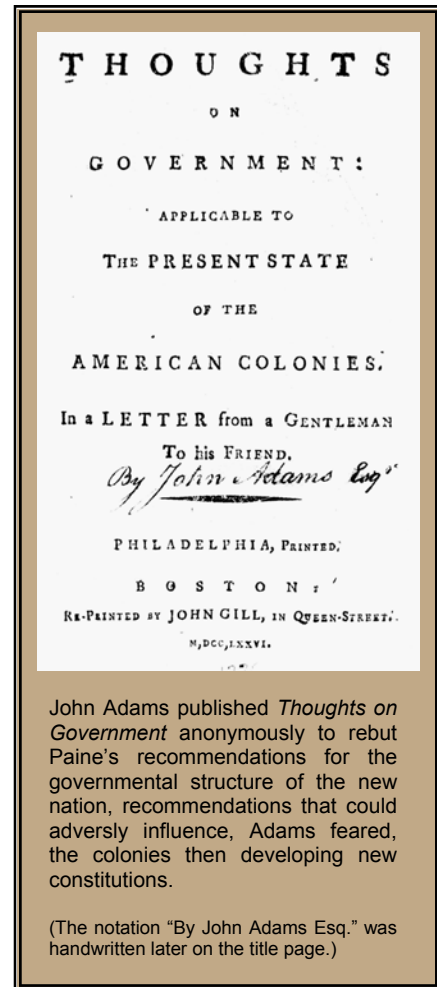 THOUGHTS
ON
GOVERNMENT:
APPLICABLE TO
THE PRESENT STATE
OF THE
AMERICAN COLONIES.
In a LETTER from a GENTLEMAN
To his FRIEND.
By John Adams Esqr
PHILADELPHIA, PRINTED,
BOSTON:
RE-PRINTED BY JOHN GILL, IN QUEEN-STREET.
M,DCC,LXXVI.
John Adams published Thoughts on
Government anonymously to rebut
Paine’s recommendations for the
governmental structure of the new
nation, recommendations that could
adversly influence, Adams feared,
the colonies then developing new
constitutions.
(The notation “By John Adams Esq.” was
handwritten later on the title page.)